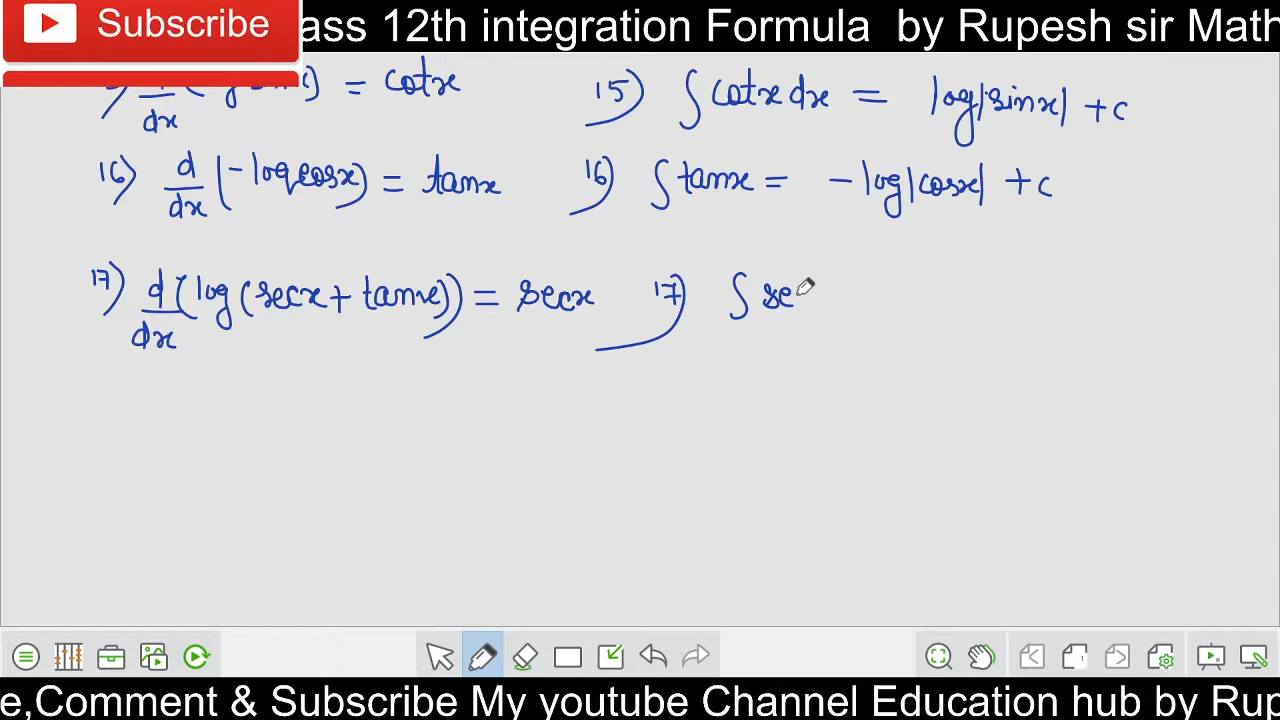 Subscribe
ass 12th integration Formula by Rupesh sir Math
d/dx = cotx
15) ∫cotx dx = log|sinx| + c
16) d/dx (-log cosx) = tanx
16) ∫tanx = -log|cosx| + c
17) d/dx (log(secx + tanx)) = secx
17) ∫ se
e,Comment & Subscribe My youtube Channel Education hub by Rup